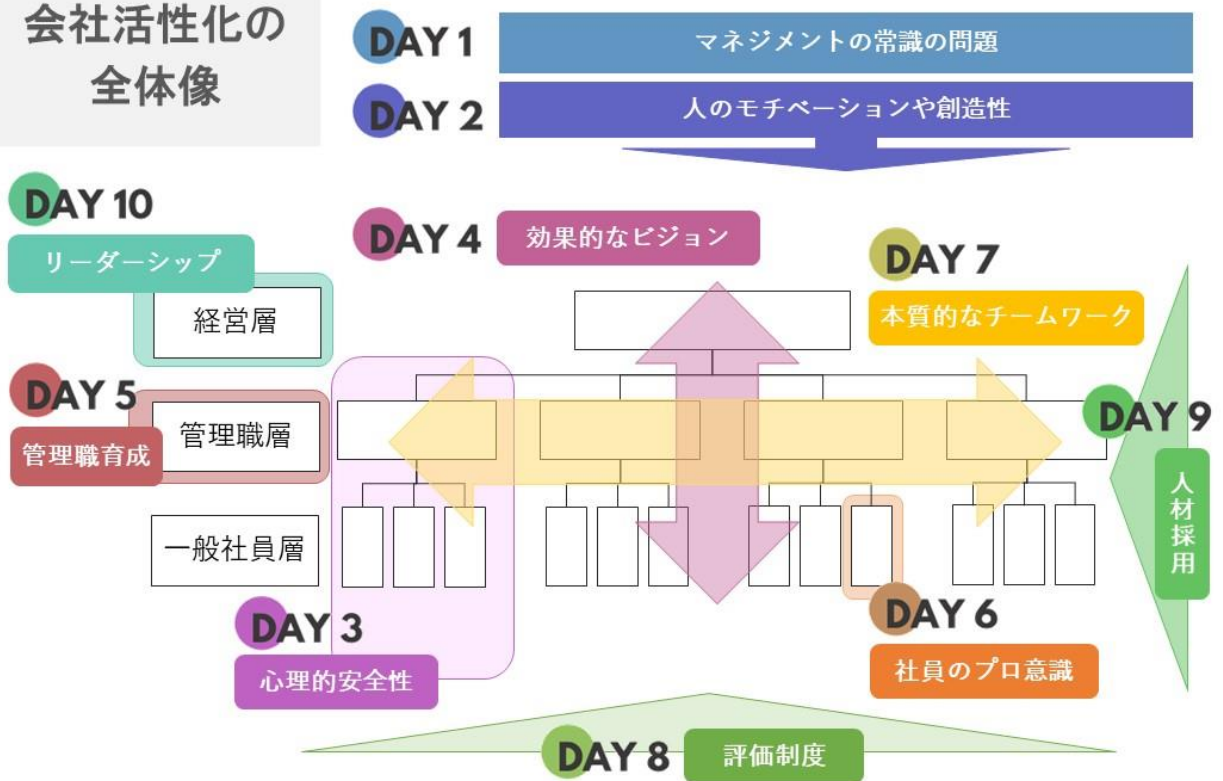 会社活性化の
全体像
DAY 1
マネジメントの常識の問題
DAY 2
人のモチベーションや創造性
DAY 10
リーダーシップ
経営層
DAY 4
効果的なビジョン
DAY 7
本質的なチームワーク
DAY 5
管理職育成
管理職層
DAY 9
人材採用
一般社員層
DAY 3
心理的安全性
DAY 6
社員のプロ意識
DAY 8
評価制度